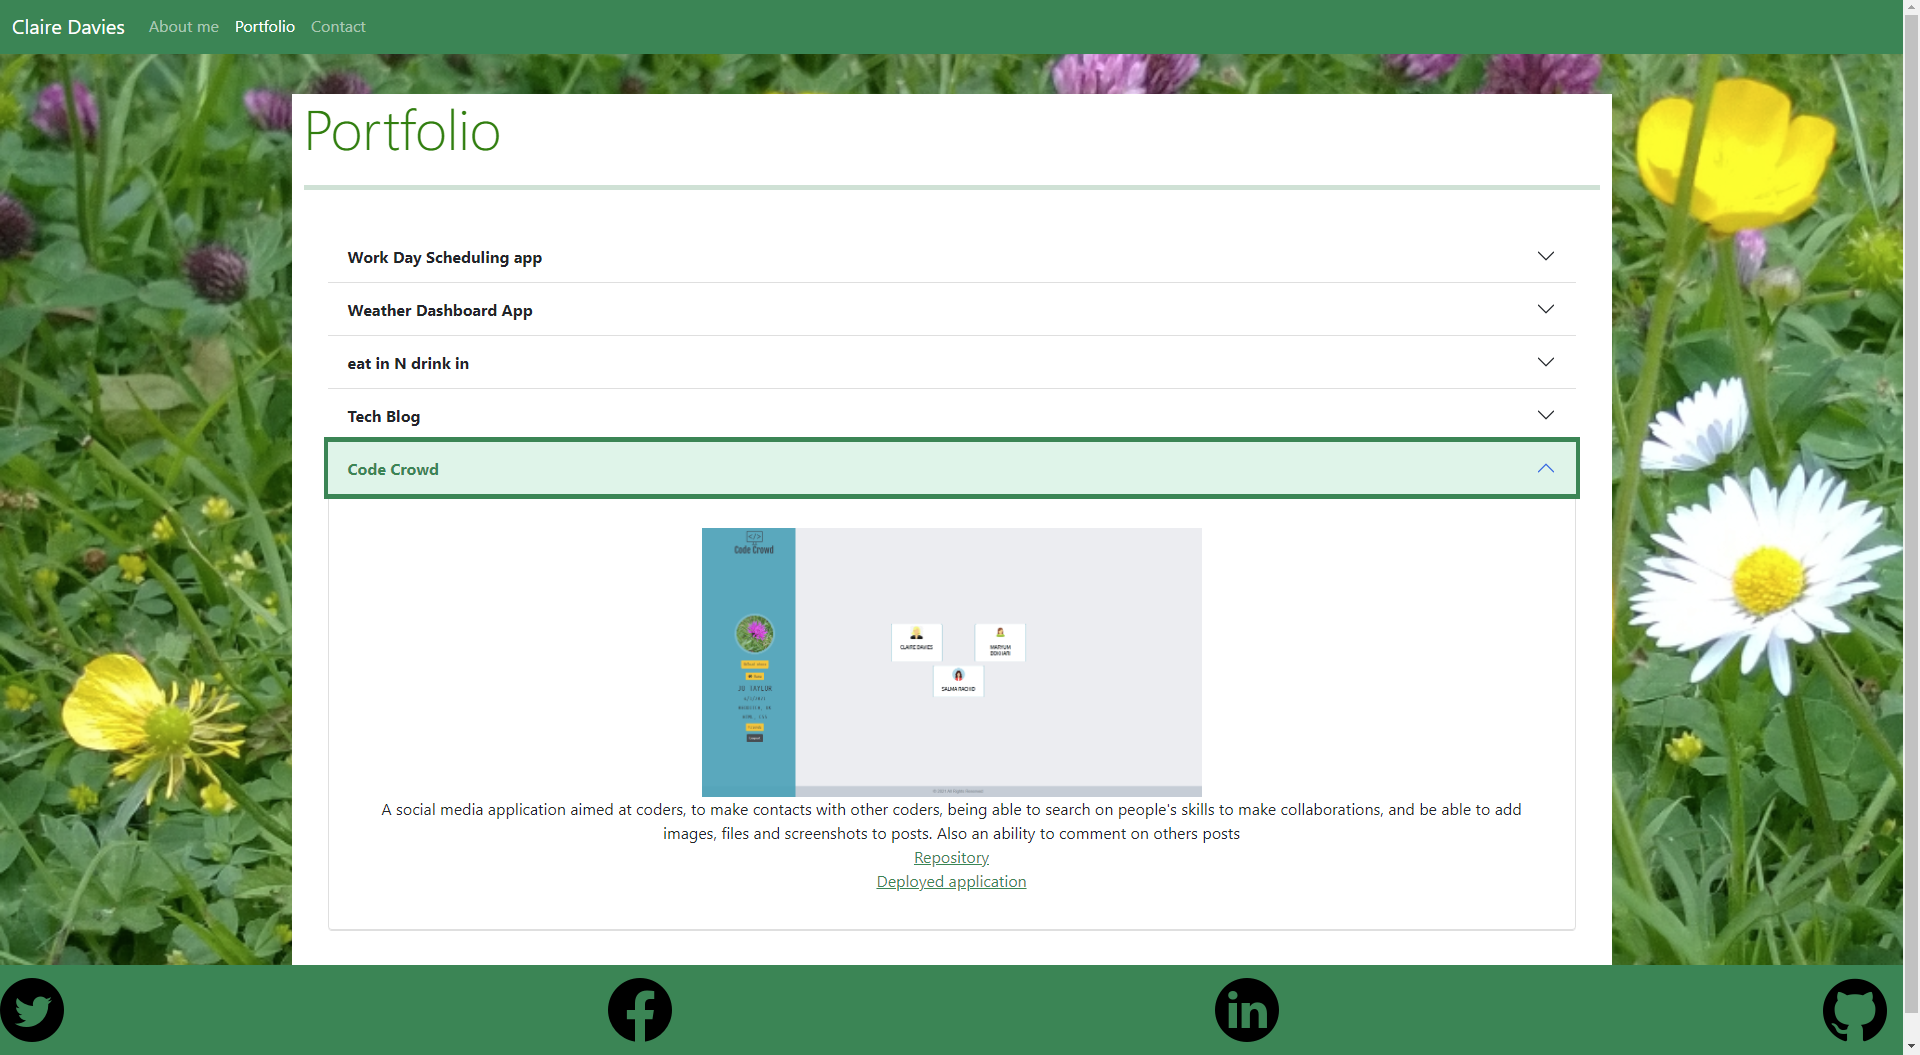 Claire Davies About me Portfolio Contact
Portfolio
Work Day Scheduling app
Weather Dashboard App
eat in N drink in
Tech Blog
Code Crowd
</>
Code Crowd
CLAIRE DAVIES
MARYUM
SALMA RACHID
JO TAYLOR
A social media application aimed at coders, to make contacts with other coders, being able to search on people's skills to make collaborations, and be able to add
images, files and screenshots to posts. Also an ability to comment on others posts
Repository
Deployed application
in